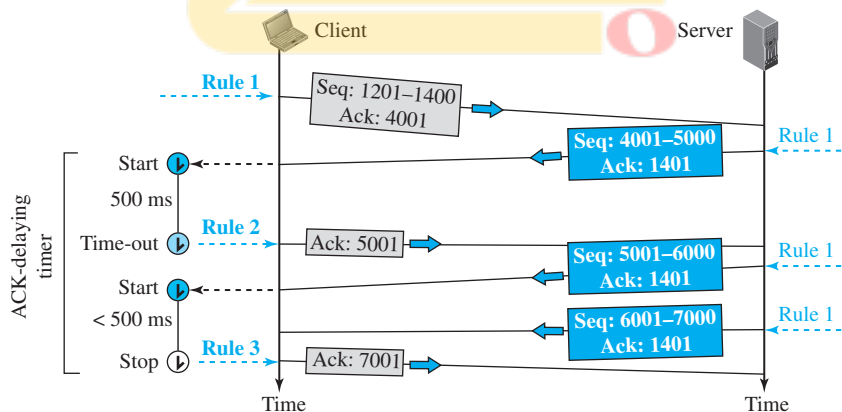 Client
Server
Rule 1
Seq: 1201–1400
Ack: 4001
Seq: 4001–5000
Ack: 1401
Rule 1
ACK-delaying
timer
Start
500 ms
Time-out
Rule 2
Ack: 5001
Seq: 5001–6000
Ack: 1401
Rule 1
Start
< 500 ms
Stop
Seq: 6001–7000
Ack: 1401
Rule 1
Rule 3
Ack: 7001
Time
Time